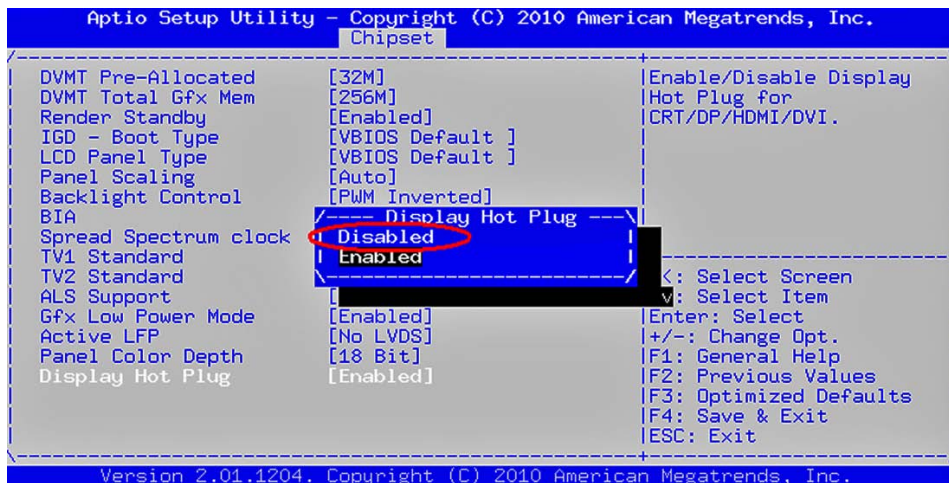 Aptio Setup Utility – Copyright (C) 2010 American Megatrends, Inc.
Chipset
DVMT Pre-Allocated [32M]
DVMT Total Gfx Mem [256M]
Render Standby [Enabled]
IGD – Boot Type [VBIOS Default ]
LCD Panel Type [VBIOS Default ]
Panel Scaling [Auto]
Backlight Control [PWM Inverted]
BIA
Spread Spectrum clock
TV1 Standard
TV2 Standard
ALS Support [
Gfx Low Power Mode [Enabled]
Active LFP [No LVDS]
Panel Color Depth [18 Bit]
Display Hot Plug [Enabled]
Display Hot Plug
Disabled
Enabled
Enable/Disable Display
Hot Plug for
CRT/DP/HDMI/DVI.
<: Select Screen
v: Select Item
Enter: Select
+/-: Change Opt.
F1: General Help
F2: Previous Values
F3: Optimized Defaults
F4: Save & Exit
ESC: Exit
Version 2.01.1204. Copyright (C) 2010 American Megatrends, Inc.